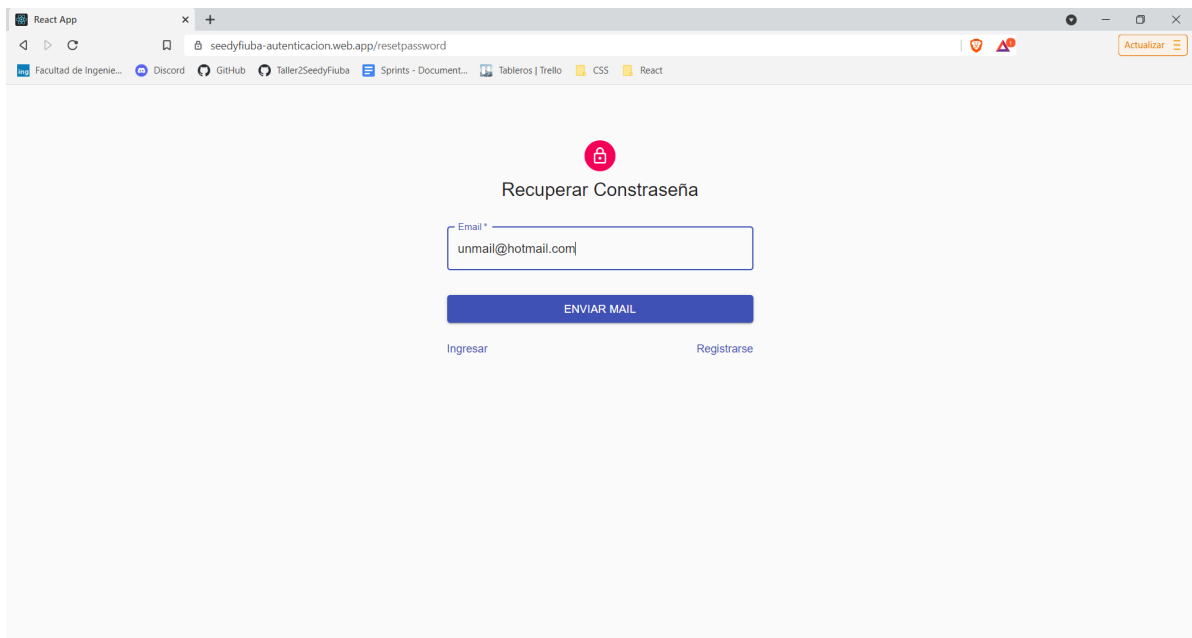 React App
seedyfiuba-autenticacion.web.app/resetpassword
Actualizar
ing Facultad de Ingenie... Discord GitHub Taller2SeedyFiuba Sprints - Document... Tableros | Trello CSS React
Recuperar Constraseña
Email *
unmail@hotmail.com
ENVIAR MAIL
Ingresar Registrarse